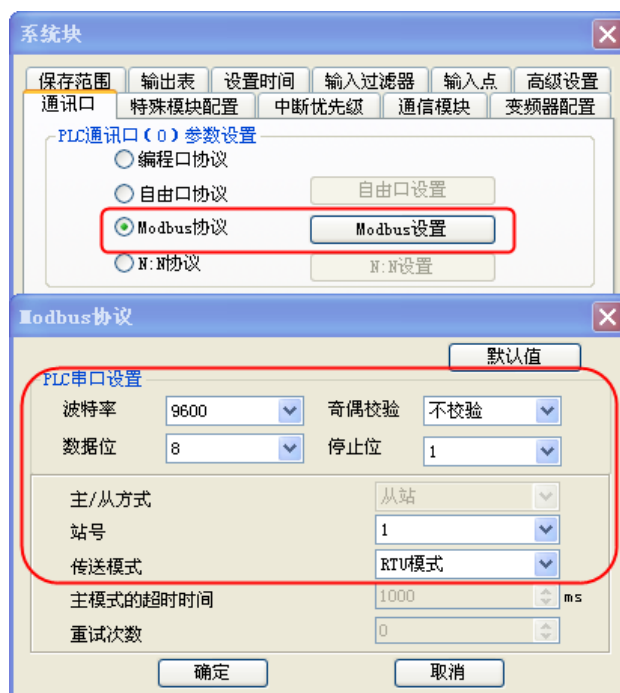 系统块
保存范围 输出表 设置时间 输入过滤器 输入点 高级设置
通讯口 特殊模块配置 中断优先级 通信模块 变频器配置
PLC通讯口(0)参数设置
编程口协议
自由口协议 自由口设置
Modbus协议 Modbus设置
N:N协议 N:N设置
Modbus协议
默认值
PLC串口设置
波特率 9600 奇偶校验 不校验
数据位 8 停止位 1
主/从方式 从站
站号 1
传送模式 RTU模式
主模式的超时时间 1000 ms
重试次数 0
确定 取消